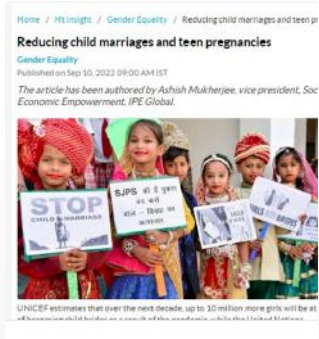 Home / Ht Insight / Gender Equality / Reducing child marriages and teen pr
Reducing child marriages and teen pregnancies
Gender Equality
Published on Sep 10, 2022 09:00 AM IST
The article has been authored by Ashish Mukherjee, vice president, Soc
Economic Empowerment, IPE Global.
STOP
CHILD MARRIAGE
SJPS की है पुकार
बाल - विवाह का
UNICEF estimates that over the next decade, up to 10 million more girls will be at